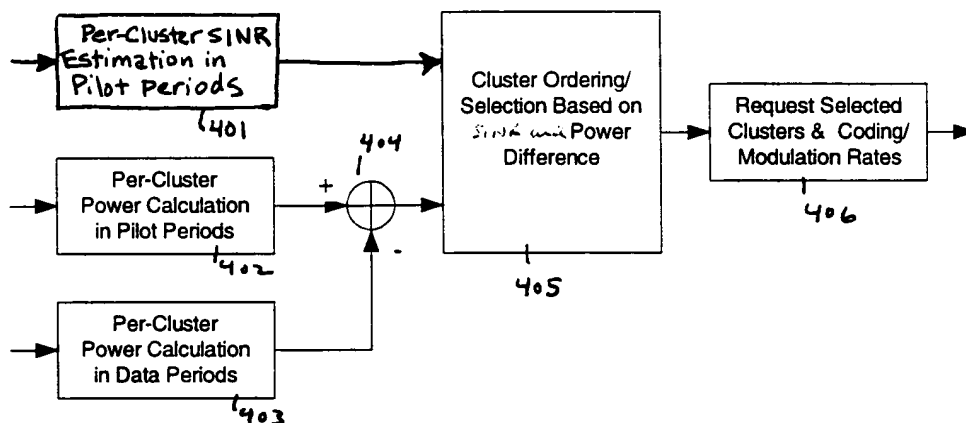 Per-Cluster SINR
Estimation in
Pilot periods
401
Per-Cluster
Power Calculation
in Pilot Periods
402
Per-Cluster
Power Calculation
in Data Periods
403
404
+
-
Cluster Ordering/
Selection Based on
SINR and Power
Difference
405
Request Selected
Clusters & Coding/
Modulation Rates
406